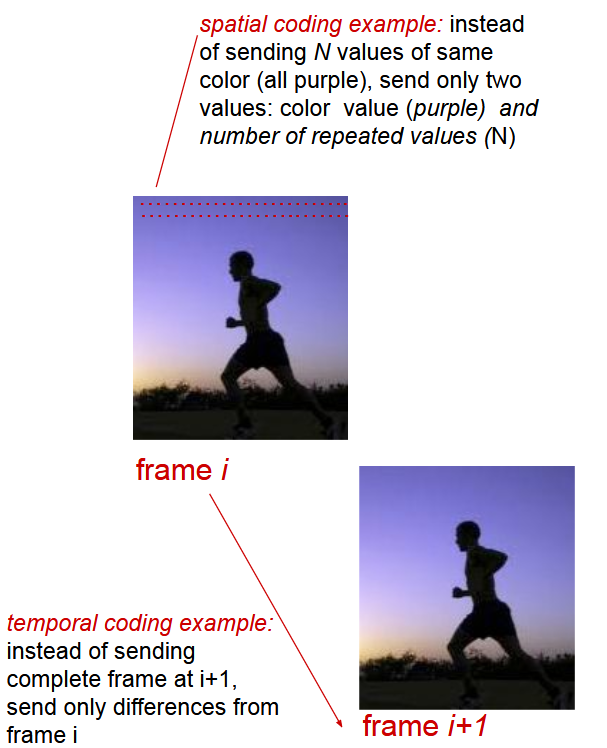 spatial coding example: instead
of sending N values of same
color (all purple), send only two
values: color value (purple) and
number of repeated values (N)
frame i
temporal coding example:
instead of sending
complete frame at i+1,
send only differences from
frame i
frame i+1